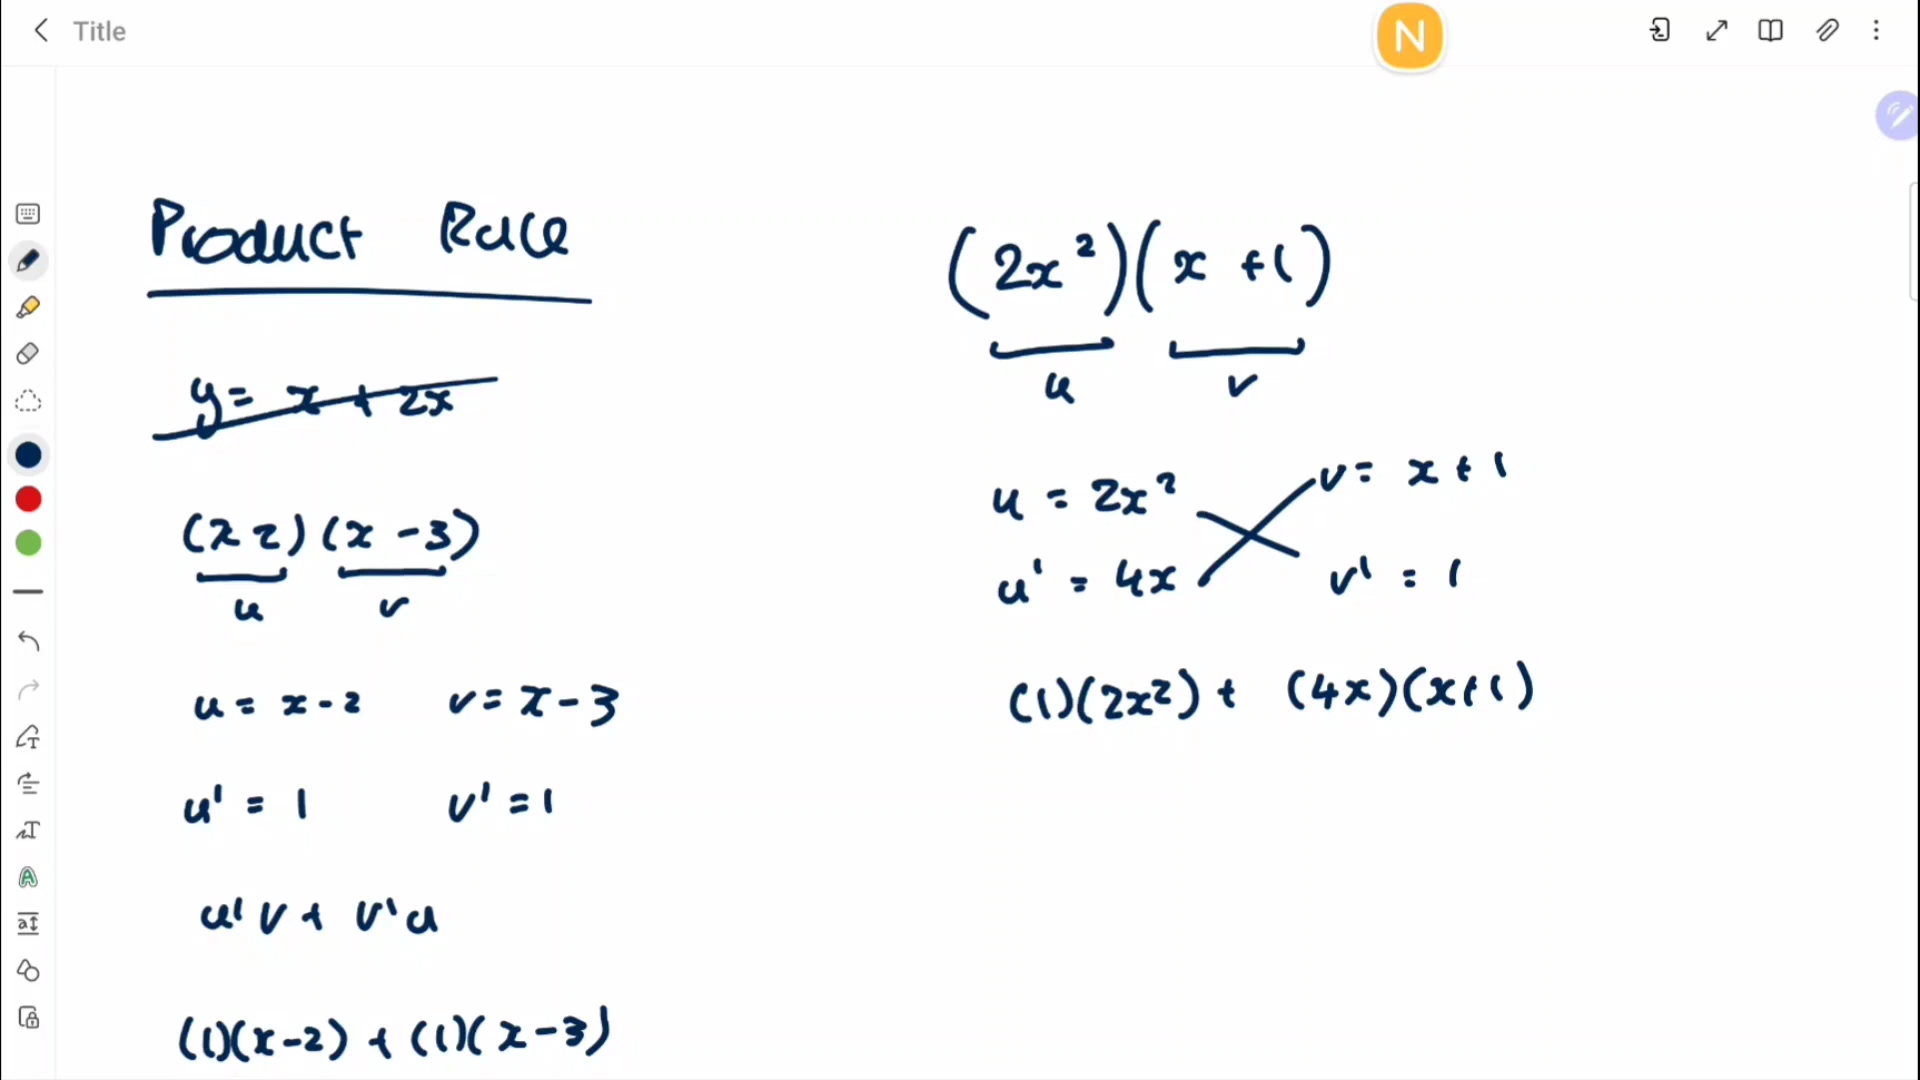 Title
N
Product Rule
y = x + 2x
(x 2)(x - 3)
u v
u = x - 2 v = x - 3
u' = 1 v' = 1
u'v + v'u
(1)(x-2) + (1)(x-3)
(2x²)(x + 1)
u v
u = 2x² v = x + 1
u' = 4x v' = 1
(1)(2x²) + (4x)(x+1)